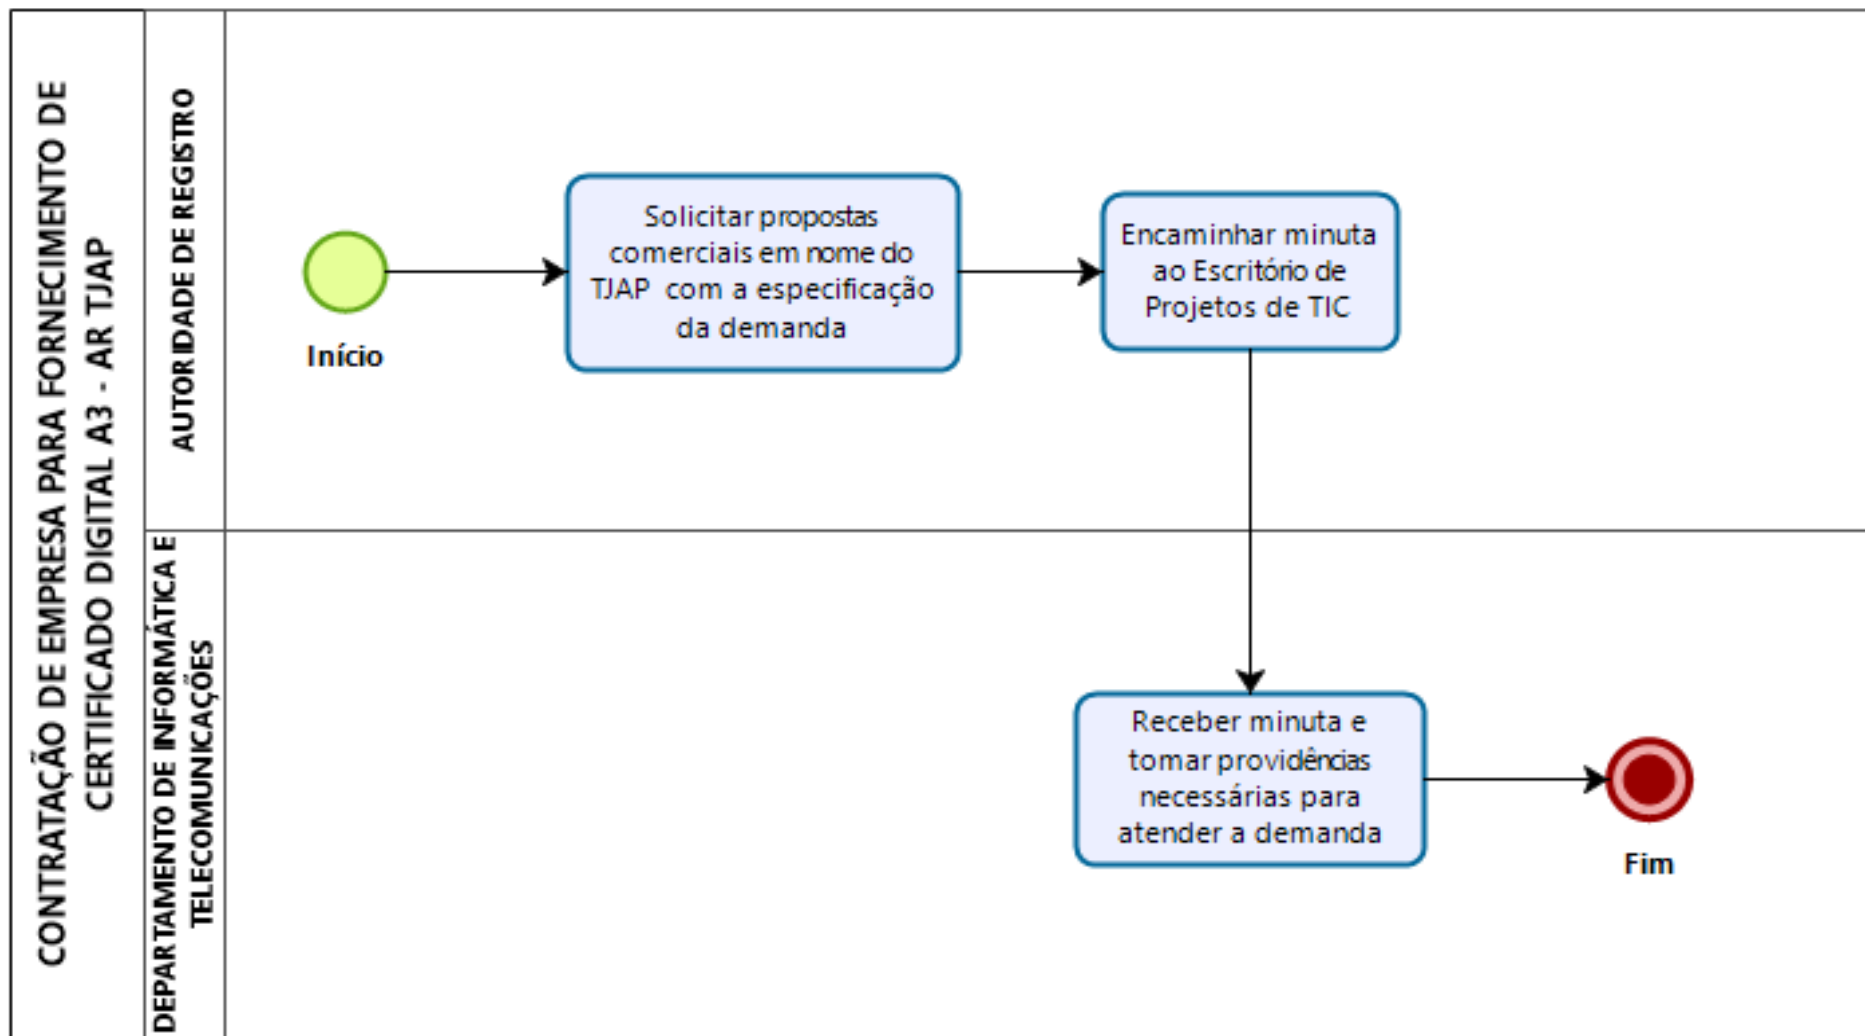 CONTRATAÇÃO DE EMPRESA PARA FORNECIMENTO DE
CERTIFICADO DIGITAL A3 - AR TJAP
AUTORIDADE DE REGISTRO
Início
Solicitar propostas
comerciais em nome do
TJAP com a especificação
da demanda
Encaminhar minuta
ao Escritório de
Projetos de TIC
DEPARTAMENTO DE INFORMÁTICA E
TELECOMUNICAÇÕES
Receber minuta e
tomar providências
necessárias para
atender a demanda
Fim